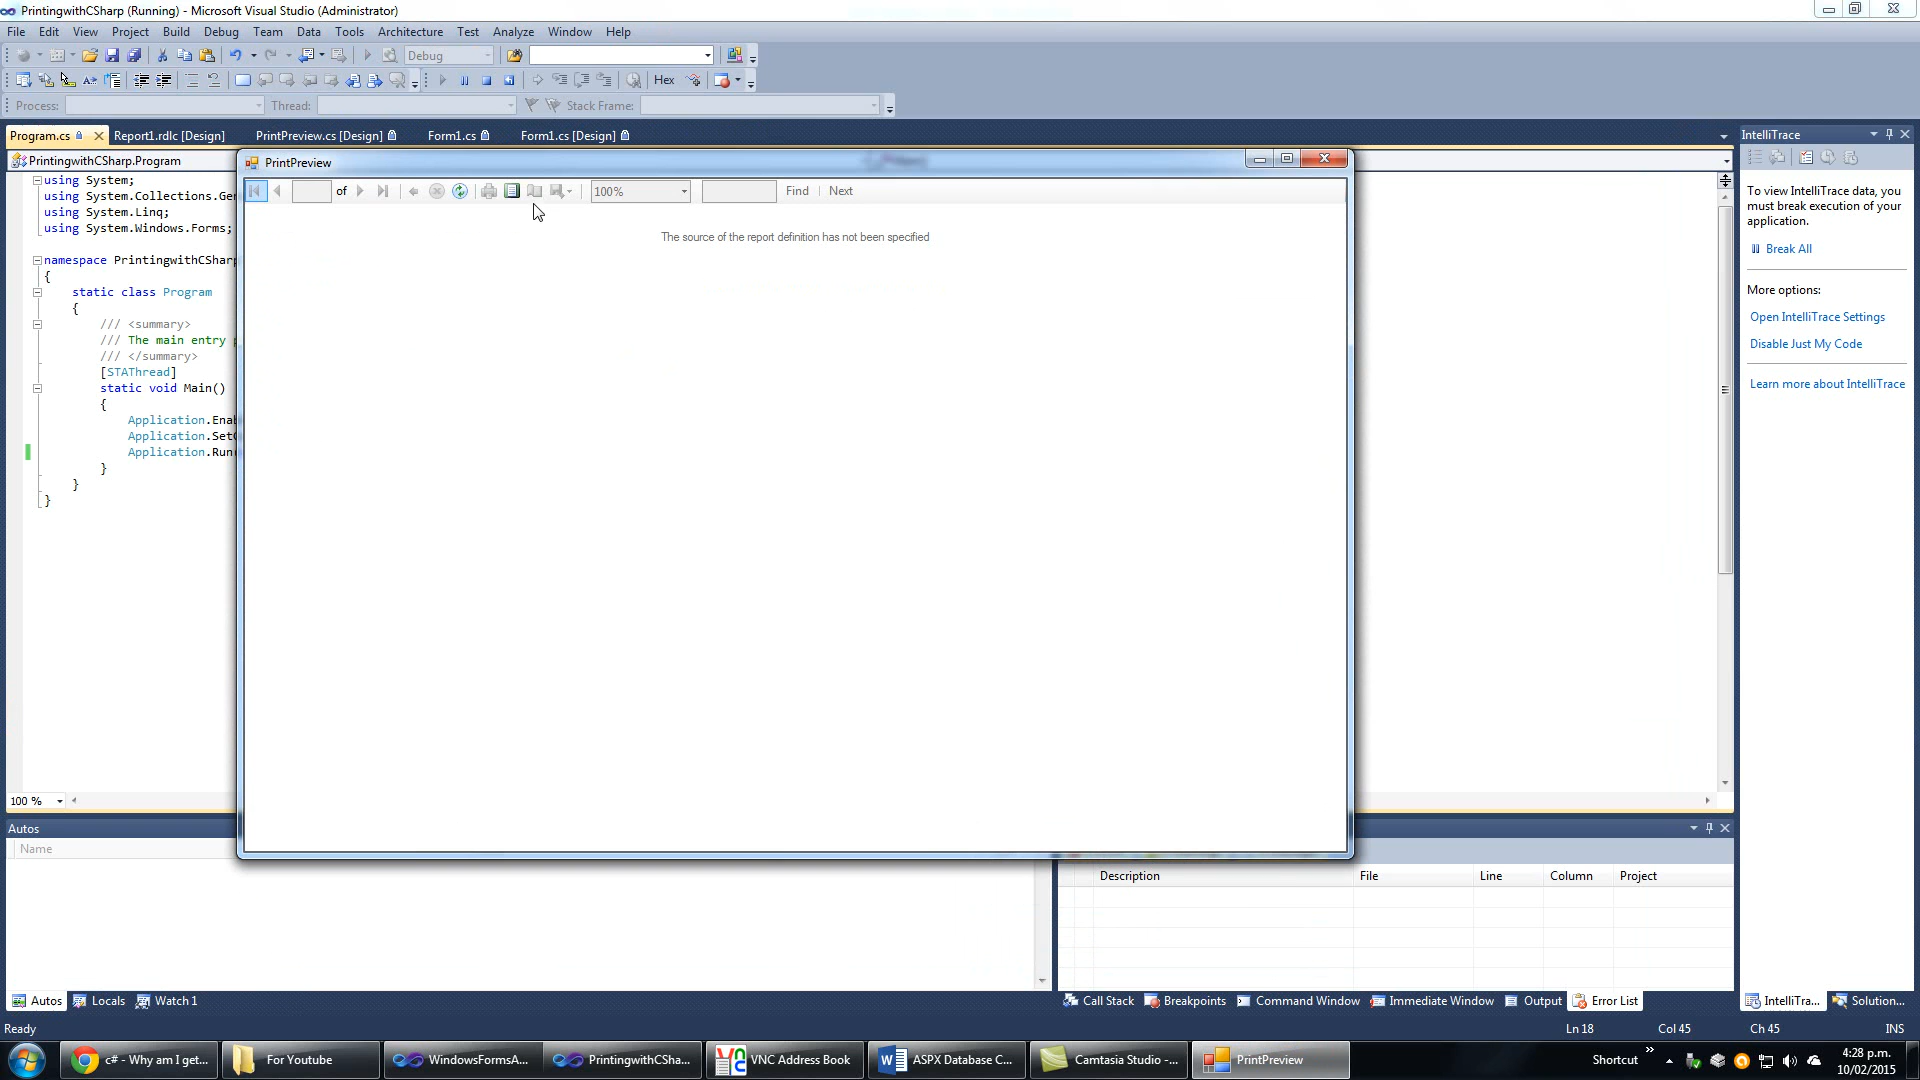 PrintingwithCSharp (Running) - Microsoft Visual Studio (Administrator)
File Edit View Project Build Debug Team Data Tools Architecture Test Analyze Window Help
Debug
Hex
Process: Thread: Stack Frame:
Program.cs Report1.rdlc [Design] PrintPreview.cs [Design] Form1.cs Form1.cs [Design]
PrintingwithCSharp.Program
PrintPreview
of 100% Find Next
The source of the report definition has not been specified
using System;
using System.Collections.Ger
using System.Linq;
using System.Windows.Forms;
namespace PrintingwithCSharp
{
static class Program
{
/// <summary>
/// The main entry p
/// </summary>
[STAThread]
static void Main()
{
Application.Enab
Application.SetC
Application.Run
}
}
}
100 %
IntelliTrace
To view IntelliTrace data, you
must break execution of your
application.
Break All
More options:
Open IntelliTrace Settings
Disable Just My Code
Learn more about IntelliTrace
Autos
Name
Description File Line Column Project
Autos Locals Watch 1
Call Stack Breakpoints Command Window Immediate Window Output Error List
IntelliTra... Solution...
Ready Ln 18 Col 45 Ch 45 INS
c# - Why am I get... For Youtube WindowsFormsA... PrintingwithCSha... VNC Address Book ASPX Database C... Camtasia Studio -... PrintPreview
Shortcut
4:28 p.m.
10/02/2015